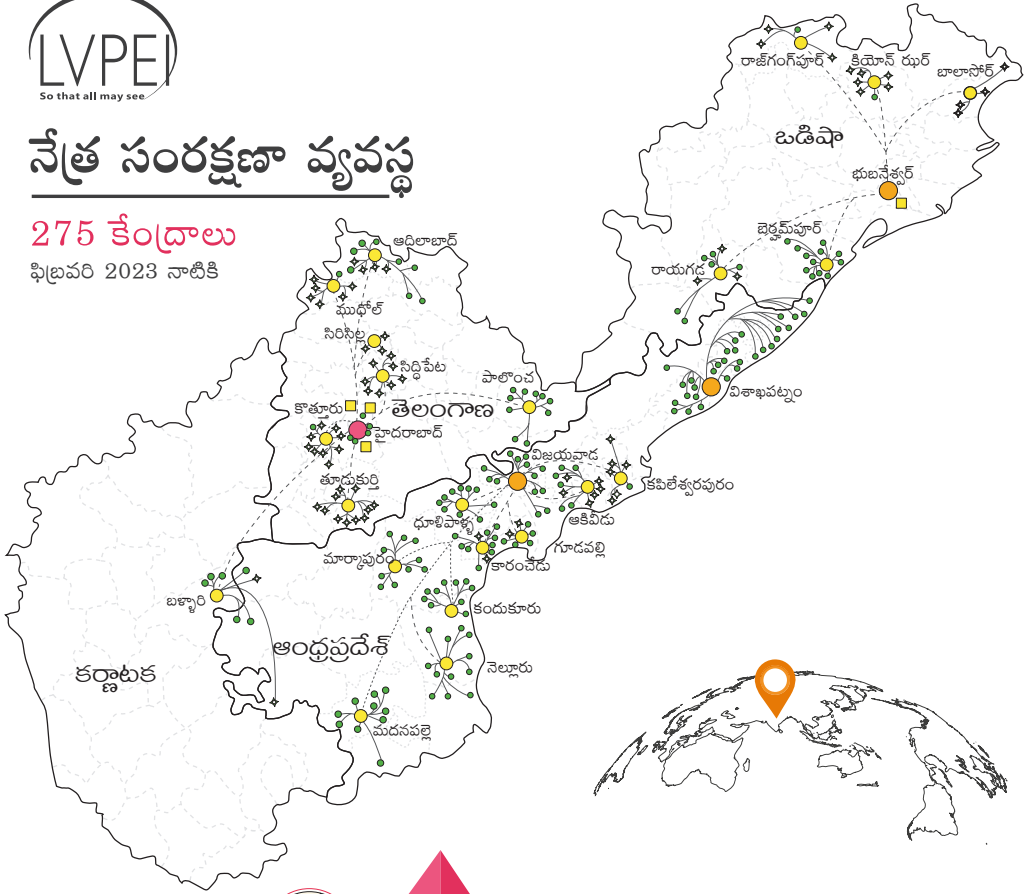 LVPEI
So that all may see
నేత్ర సంరక్షణా వ్యవస్థ
275 కేంద్రాలు
ఫిబ్రవరి 2023 నాటికి
రాజ్‌గంగ్‌పూర్
కియోన్ ఝర్
బాలాసోర్
ఒడిషా
భుబనేశ్వర్
బెర్హమ్‌పూర్
రాయగడ
ఆదిలాబాద్
ముధోల్
సిరిసిల్ల
సిద్ధిపేట
పాలొంచ
కొత్తూరు
తెలంగాణ
హైదరాబాద్
విశాఖపట్నం
తూడుకుర్తి
విజయవాడ
కపిలేశ్వరపురం
ధూళిపాళ్ళ
ఆకివీడు
గూడవల్లి
మార్కాపురం
కారంచేడు
బళ్ళారి
కందుకూరు
ఆంధ్రప్రదేశ్
నెల్లూరు
కర్ణాటక
మదనపల్లె